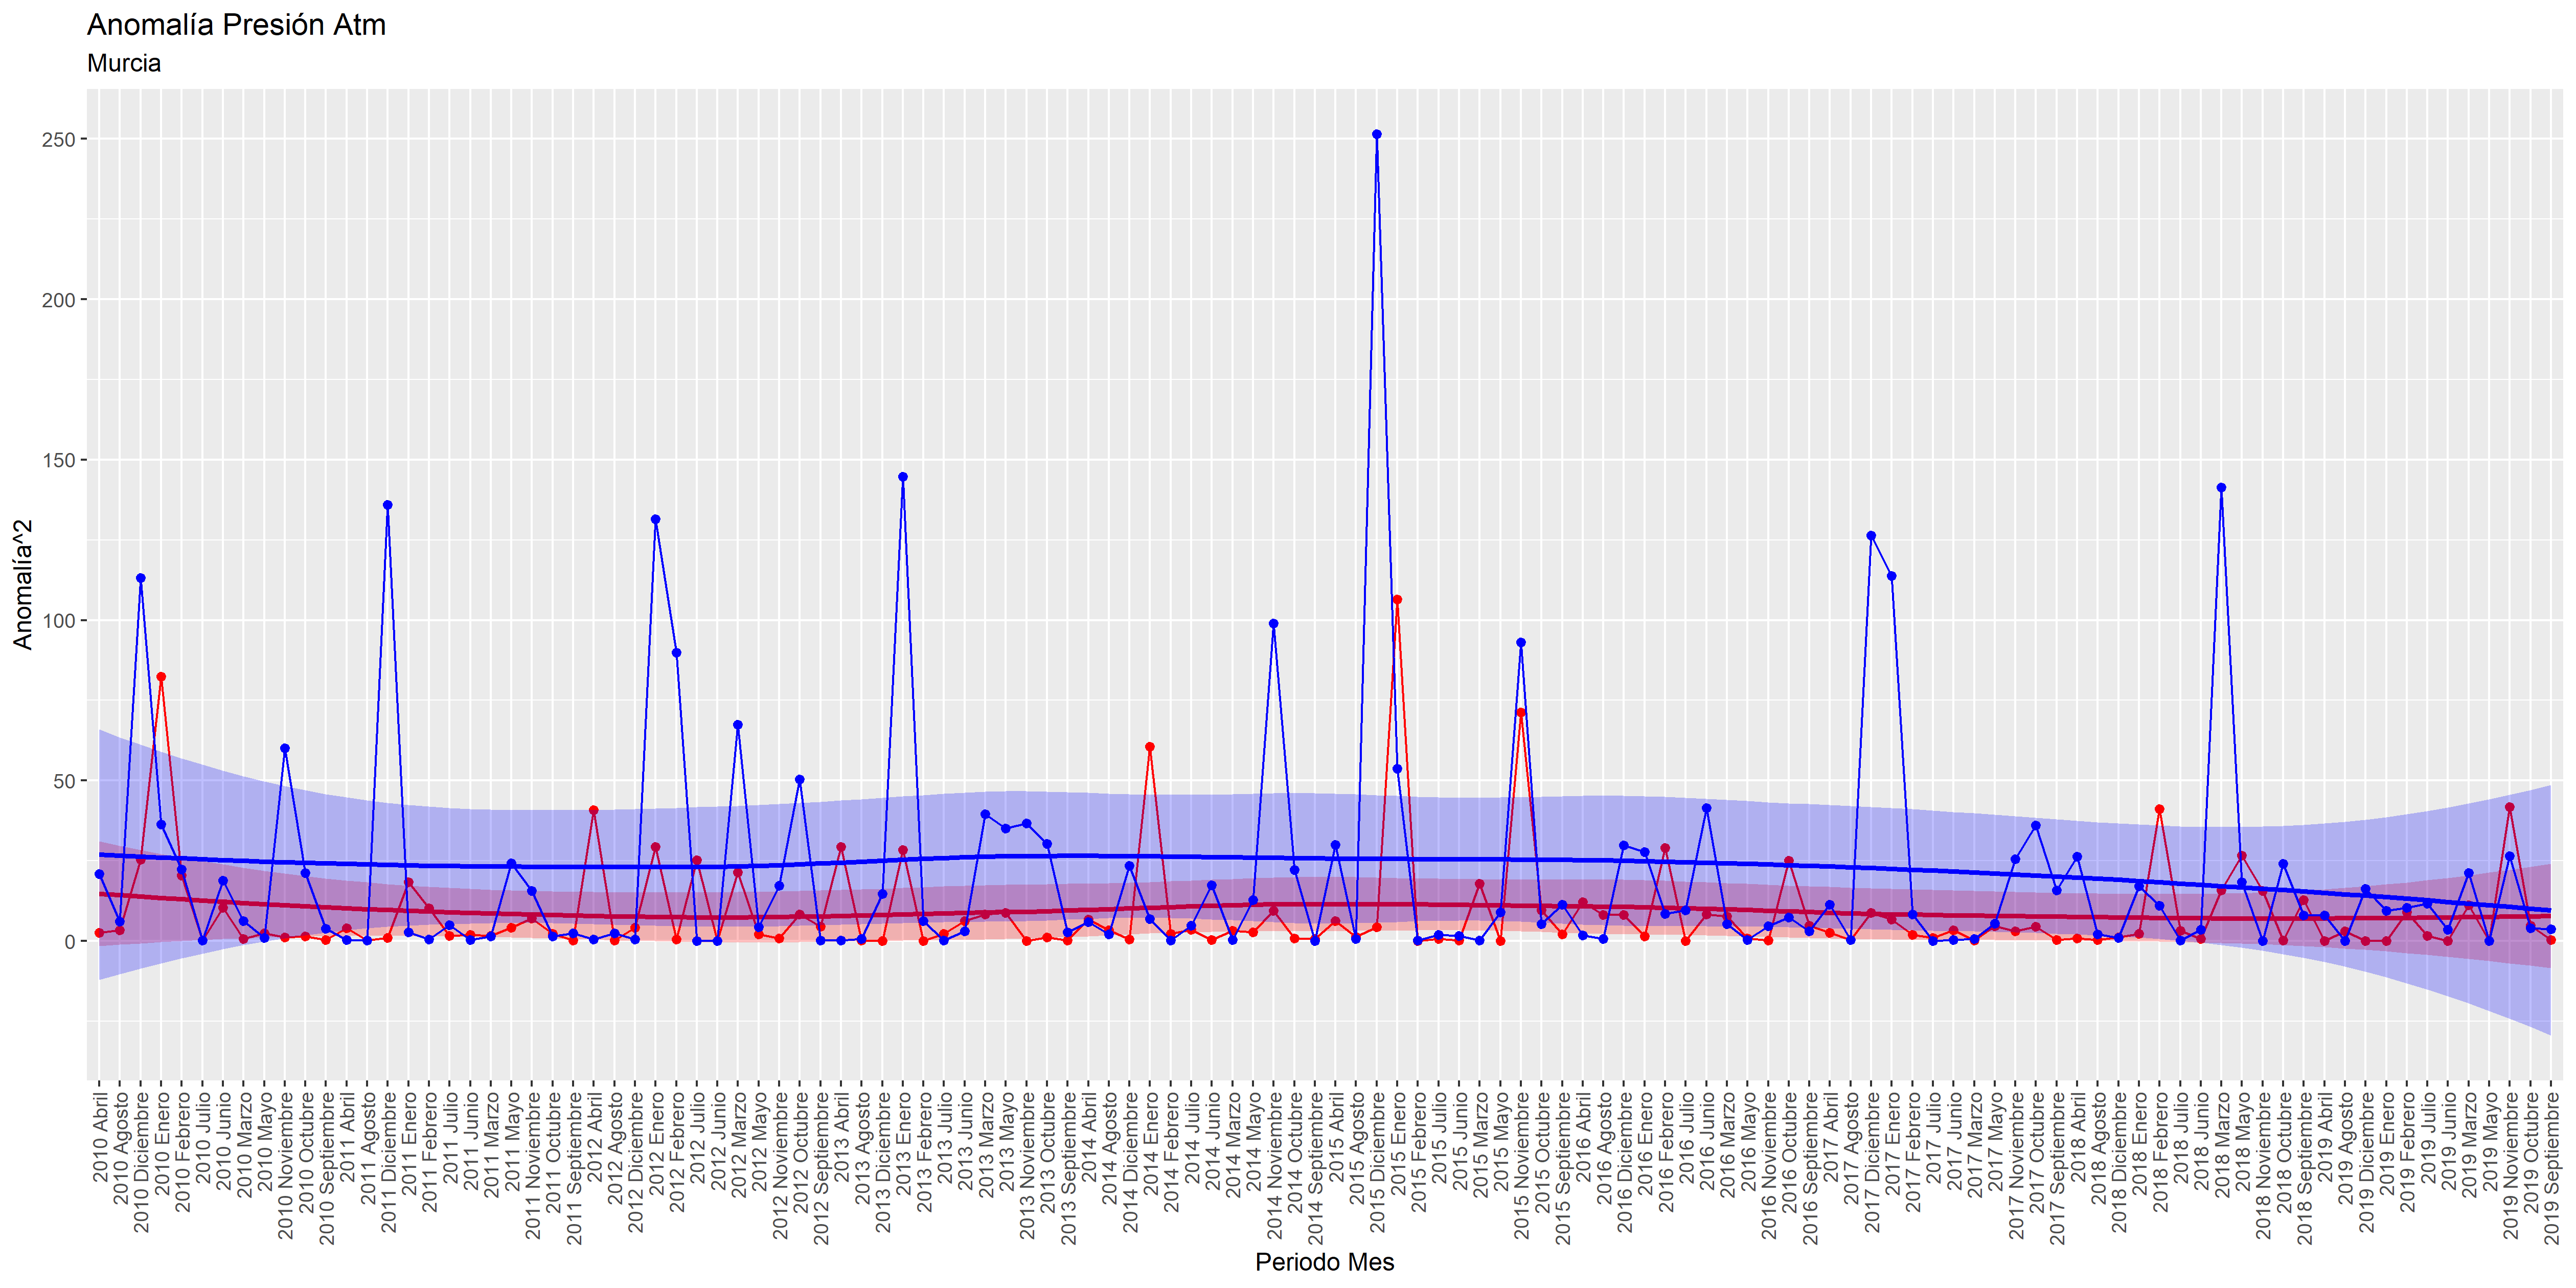 Anomalía Presión Atm
Murcia
Anomalía^2
250
200
150
100
50
0
2010 Abril
2010 Agosto
2010 Diciembre
2010 Enero
2010 Febrero
2010 Julio
2010 Junio
2010 Marzo
2010 Mayo
2010 Noviembre
2010 Octubre
2010 Septiembre
2011 Abril
2011 Agosto
2011 Diciembre
2011 Enero
2011 Febrero
2011 Julio
2011 Junio
2011 Marzo
2011 Mayo
2011 Noviembre
2011 Octubre
2011 Septiembre
2012 Abril
2012 Agosto
2012 Diciembre
2012 Enero
2012 Febrero
2012 Julio
2012 Junio
2012 Marzo
2012 Mayo
2012 Noviembre
2012 Octubre
2012 Septiembre
2013 Abril
2013 Agosto
2013 Diciembre
2013 Enero
2013 Febrero
2013 Julio
2013 Junio
2013 Marzo
2013 Mayo
2013 Noviembre
2013 Octubre
2013 Septiembre
2014 Abril
2014 Agosto
2014 Diciembre
2014 Enero
2014 Febrero
2014 Julio
2014 Junio
2014 Marzo
2014 Mayo
2014 Noviembre
2014 Octubre
2014 Septiembre
2015 Abril
2015 Agosto
2015 Diciembre
2015 Enero
2015 Febrero
2015 Julio
2015 Junio
2015 Marzo
2015 Mayo
2015 Noviembre
2015 Octubre
2015 Septiembre
2016 Abril
2016 Agosto
2016 Diciembre
2016 Enero
2016 Febrero
2016 Julio
2016 Junio
2016 Marzo
2016 Mayo
2016 Noviembre
2016 Octubre
2016 Septiembre
2017 Abril
2017 Agosto
2017 Diciembre
2017 Enero
2017 Febrero
2017 Julio
2017 Junio
2017 Marzo
2017 Mayo
2017 Noviembre
2017 Octubre
2017 Septiembre
2018 Abril
2018 Agosto
2018 Diciembre
2018 Enero
2018 Febrero
2018 Julio
2018 Junio
2018 Marzo
2018 Mayo
2018 Noviembre
2018 Octubre
2018 Septiembre
2019 Abril
2019 Agosto
2019 Diciembre
2019 Enero
2019 Febrero
2019 Julio
2019 Junio
2019 Marzo
2019 Mayo
2019 Noviembre
2019 Octubre
2019 Septiembre
Periodo Mes